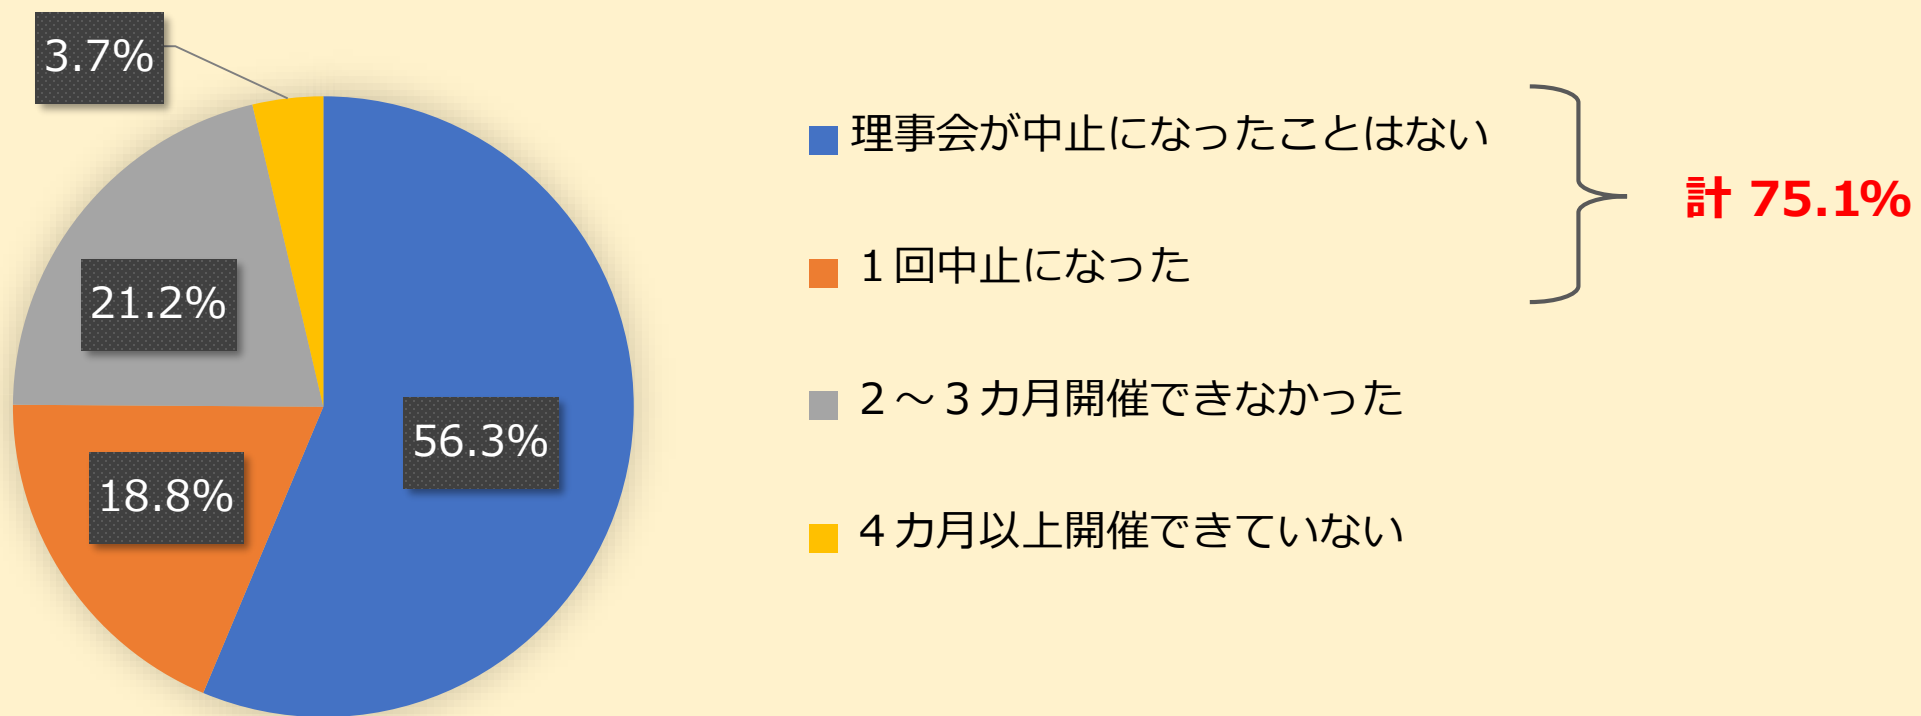 3.7%
21.2%
18.8%
56.3%
理事会が中止になったことはない
１回中止になった
２～３カ月開催できなかった
４カ月以上開催できていない
計 75.1%